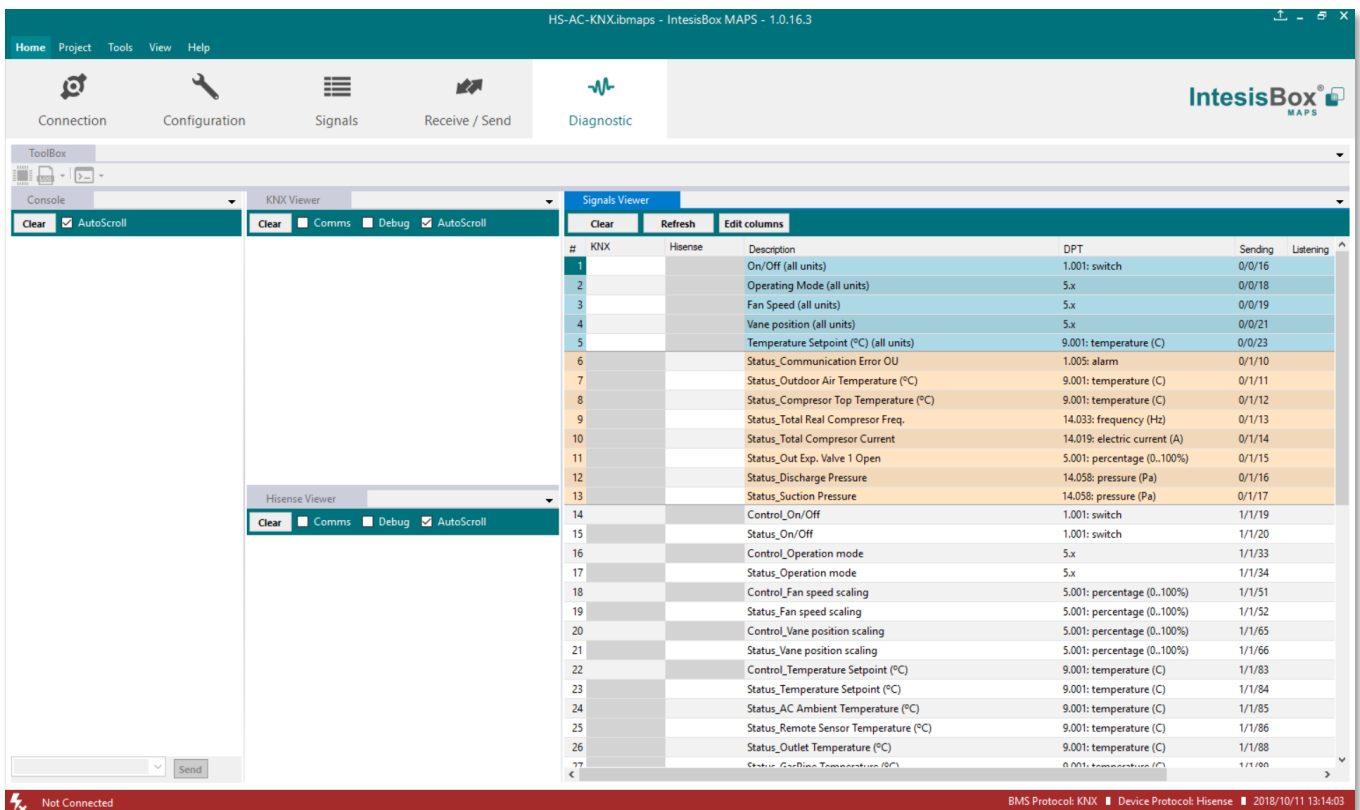 HS-AC-KNX.ibmaps - IntesisBox MAPS - 1.0.16.3
Home Project Tools View Help
Connection Configuration Signals Receive / Send Diagnostic
IntesisBox®
MAPS
ToolBox
Console
Clear AutoScroll
KNX Viewer
Clear Comms Debug AutoScroll
Hisense Viewer
Clear Comms Debug AutoScroll
Signals Viewer
Clear Refresh Edit columns
# KNX Hisense Description DPT Sending Listening
1 On/Off (all units) 1.001: switch 0/0/16
2 Operating Mode (all units) 5.x 0/0/18
3 Fan Speed (all units) 5.x 0/0/19
4 Vane position (all units) 5.x 0/0/21
5 Temperature Setpoint (ºC) (all units) 9.001: temperature (C) 0/0/23
6 Status_Communication Error OU 1.005: alarm 0/1/10
7 Status_Outdoor Air Temperature (ºC) 9.001: temperature (C) 0/1/11
8 Status_Compresor Top Temperature (ºC) 9.001: temperature (C) 0/1/12
9 Status_Total Real Compresor Freq. 14.033: frequency (Hz) 0/1/13
10 Status_Total Compresor Current 14.019: electric current (A) 0/1/14
11 Status_Out Exp. Valve 1 Open 5.001: percentage (0..100%) 0/1/15
12 Status_Discharge Pressure 14.058: pressure (Pa) 0/1/16
13 Status_Suction Pressure 14.058: pressure (Pa) 0/1/17
14 Control_On/Off 1.001: switch 1/1/19
15 Status_On/Off 1.001: switch 1/1/20
16 Control_Operation mode 5.x 1/1/33
17 Status_Operation mode 5.x 1/1/34
18 Control_Fan speed scaling 5.001: percentage (0..100%) 1/1/51
19 Status_Fan speed scaling 5.001: percentage (0..100%) 1/1/52
20 Control_Vane position scaling 5.001: percentage (0..100%) 1/1/65
21 Status_Vane position scaling 5.001: percentage (0..100%) 1/1/66
22 Control_Temperature Setpoint (ºC) 9.001: temperature (C) 1/1/83
23 Status_Temperature Setpoint (ºC) 9.001: temperature (C) 1/1/84
24 Status_AC Ambient Temperature (ºC) 9.001: temperature (C) 1/1/85
25 Status_Remote Sensor Temperature (ºC) 9.001: temperature (C) 1/1/86
26 Status_Outlet Temperature (ºC) 9.001: temperature (C) 1/1/88
27 Status_GasPipe Temperature (ºC) 9.001: temperature (C) 1/1/89
Send
Not Connected
BMS Protocol: KNX Device Protocol: Hisense 2018/10/11 13:14:03